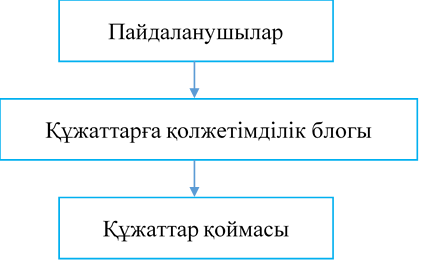 Пайдаланушылар
Құжаттарға қолжетімділік блогы
Құжаттар қоймасы